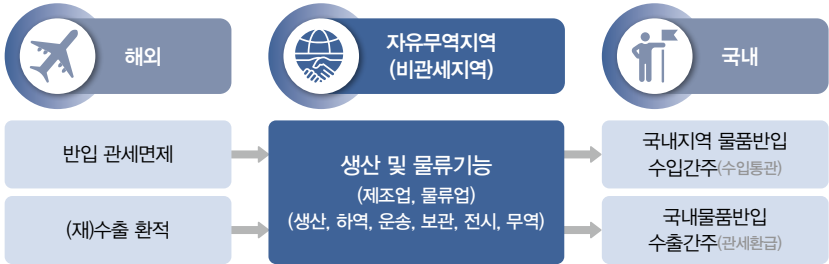 해외
자유무역지역
(비관세지역)
국내
반입 관세면제
(재)수출 환적
생산 및 물류기능
(제조업, 물류업)
(생산, 하역, 운송, 보관, 전시, 무역)
국내지역 물품반입
수입간주(수입통관)
국내물품반입
수출간주(관세환급)